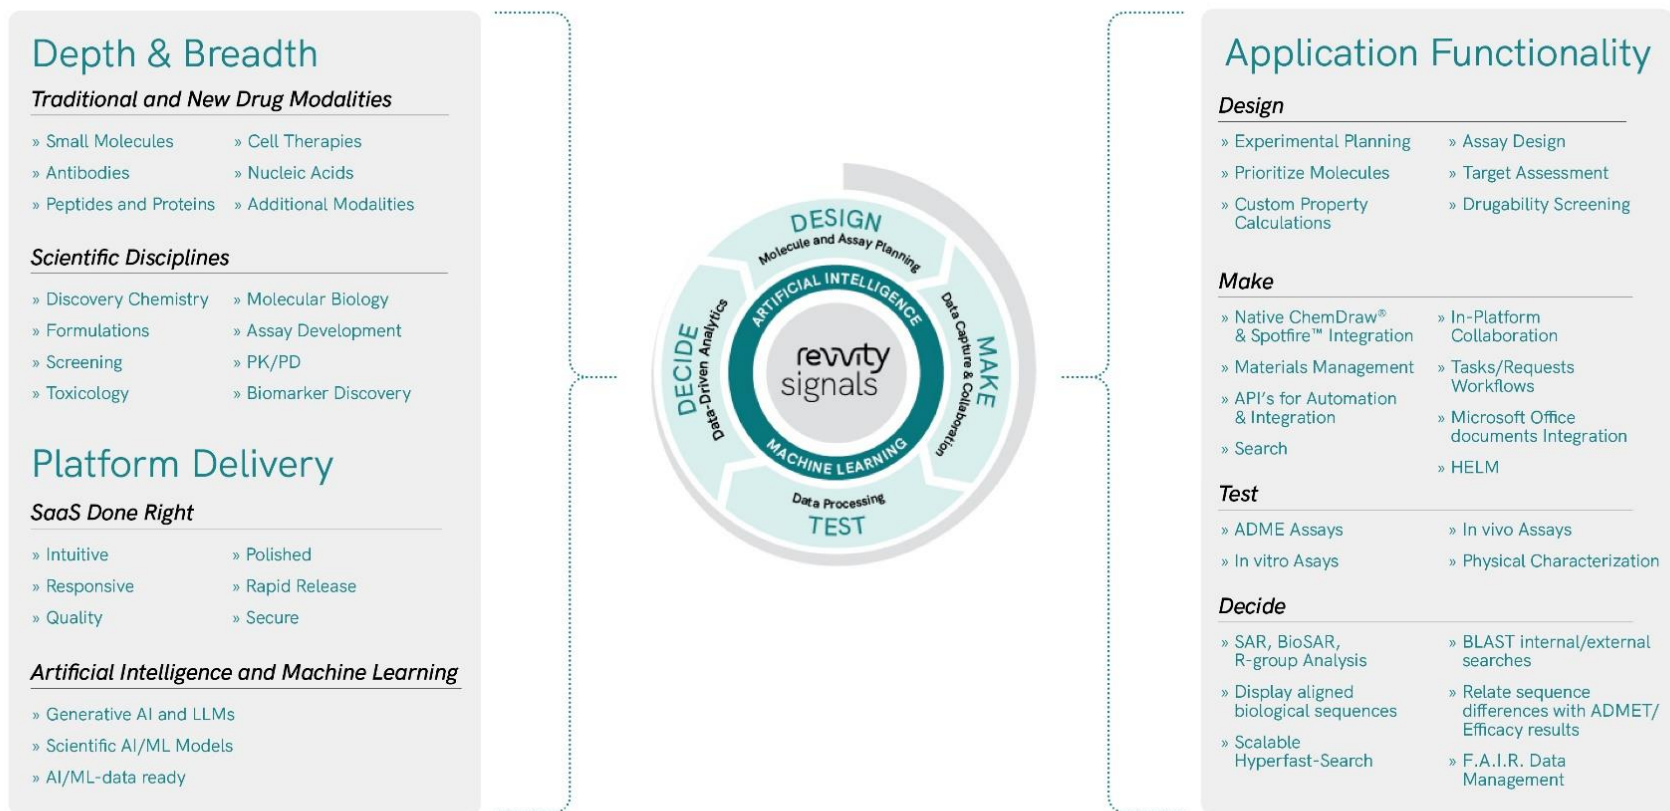 Depth & Breadth
Traditional and New Drug Modalities
» Small Molecules
» Antibodies
» Peptides and Proteins
» Cell Therapies
» Nucleic Acids
» Additional Modalities
Scientific Disciplines
» Discovery Chemistry
» Formulations
» Screening
» Toxicology
» Molecular Biology
» Assay Development
» PK/PD
» Biomarker Discovery
Platform Delivery
SaaS Done Right
» Intuitive
» Responsive
» Quality
» Polished
» Rapid Release
» Secure
Artificial Intelligence and Machine Learning
» Generative AI and LLMs
» Scientific AI/ML Models
» AI/ML-data ready
DESIGN
Molecule and Assay Planning
MAKE
Data Capture & Collaboration
Data Processing
TEST
DECIDE
Data-Driven Analytics
ARTIFICIAL INTELLIGENCE
MACHINE LEARNING
revvity
signals
Application Functionality
Design
» Experimental Planning
» Prioritize Molecules
» Custom Property
Calculations
» Assay Design
» Target Assessment
» Drugability Screening
Make
» Native ChemDraw®
& Spotfire™ Integration
» Materials Management
» API's for Automation
& Integration
» Search
» In-Platform
Collaboration
» Tasks/Requests
Workflows
» Microsoft Office
documents Integration
» HELM
Test
» ADME Assays
» In vitro Asays
» In vivo Assays
» Physical Characterization
Decide
» SAR, BioSAR,
R-group Analysis
» Display aligned
biological sequences
» Scalable
Hyperfast-Search
» BLAST internal/external
searches
» Relate sequence
differences with ADMET/
Efficacy results
» F.A.I.R. Data
Management